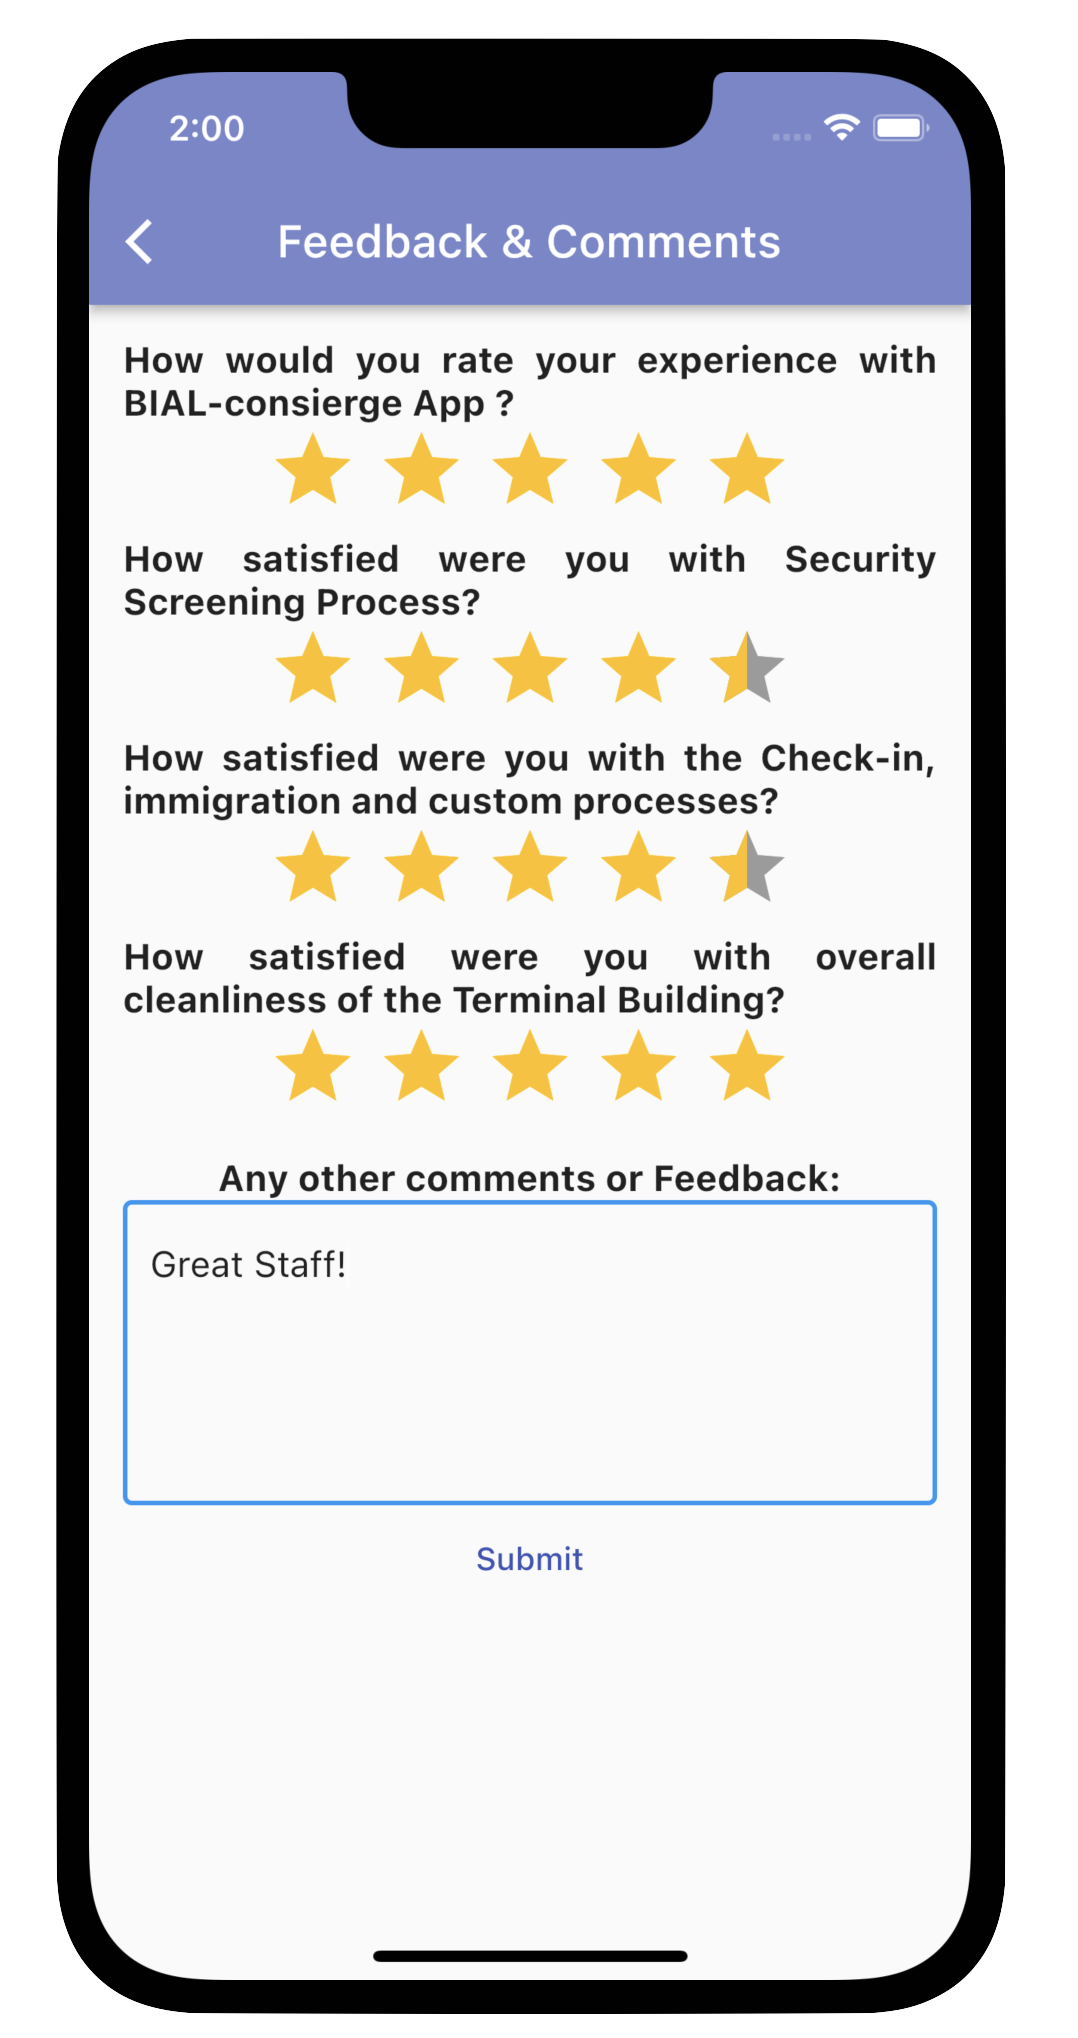 2:00
Feedback & Comments
How would you rate your experience with
BIAL-consierge App ?
How satisfied were you with Security
Screening Process?
How satisfied were you with the Check-in,
immigration and custom processes?
How satisfied were you with overall
cleanliness of the Terminal Building?
Any other comments or Feedback:
Great Staff!
Submit